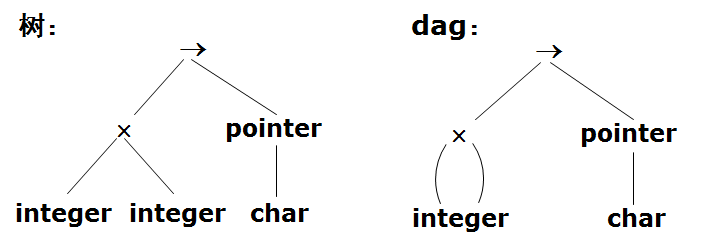 树： dag：
→ →
× pointer × pointer
integer integer char integer char